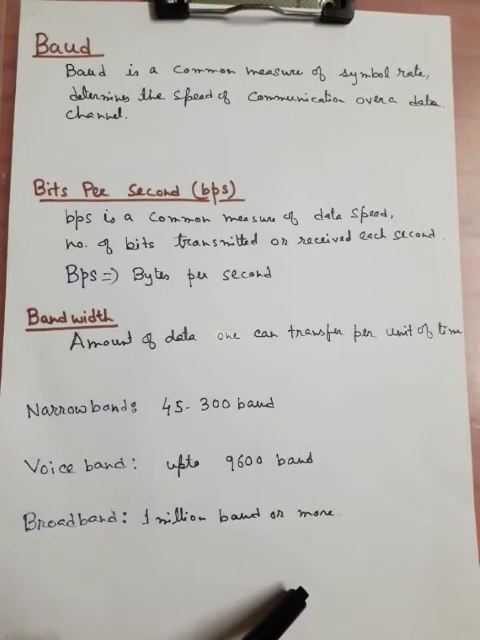 Baud
Baud is a common measure of symbol rate,
determines the speed of communication over a data
channel.
Bits Per second (bps)
bps is a common measure of data speed,
no. of bits transmitted or received each second.
Bps => Bytes per second
Bandwidth
Amount of data one can transfer per unit of time
Narrowband: 45-300 baud
Voice band: upto 9600 baud
Broadband: 1 million baud or more.